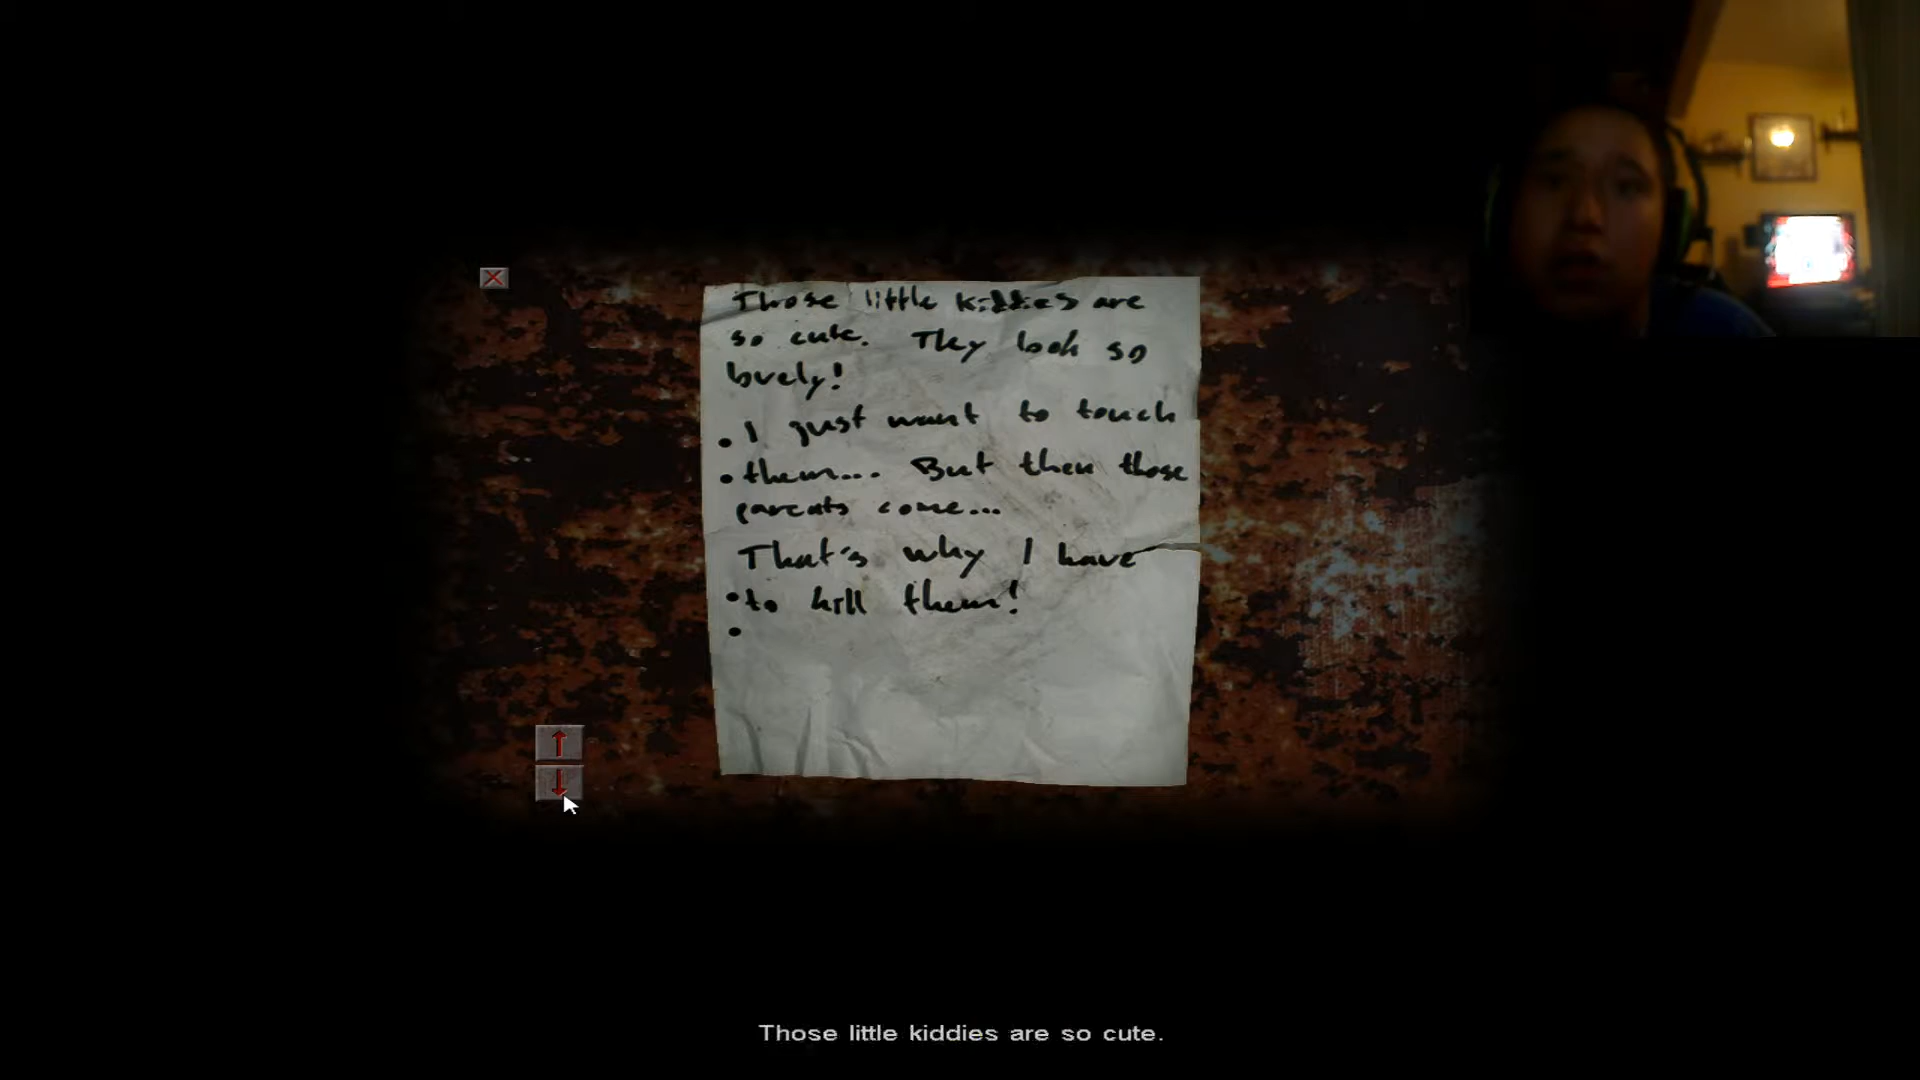 Those little kiddies are
so cute. They look so
lovely!
I just want to touch
them... But then those
parents come...
That's why I have
to kill them!
Those little kiddies are so cute.